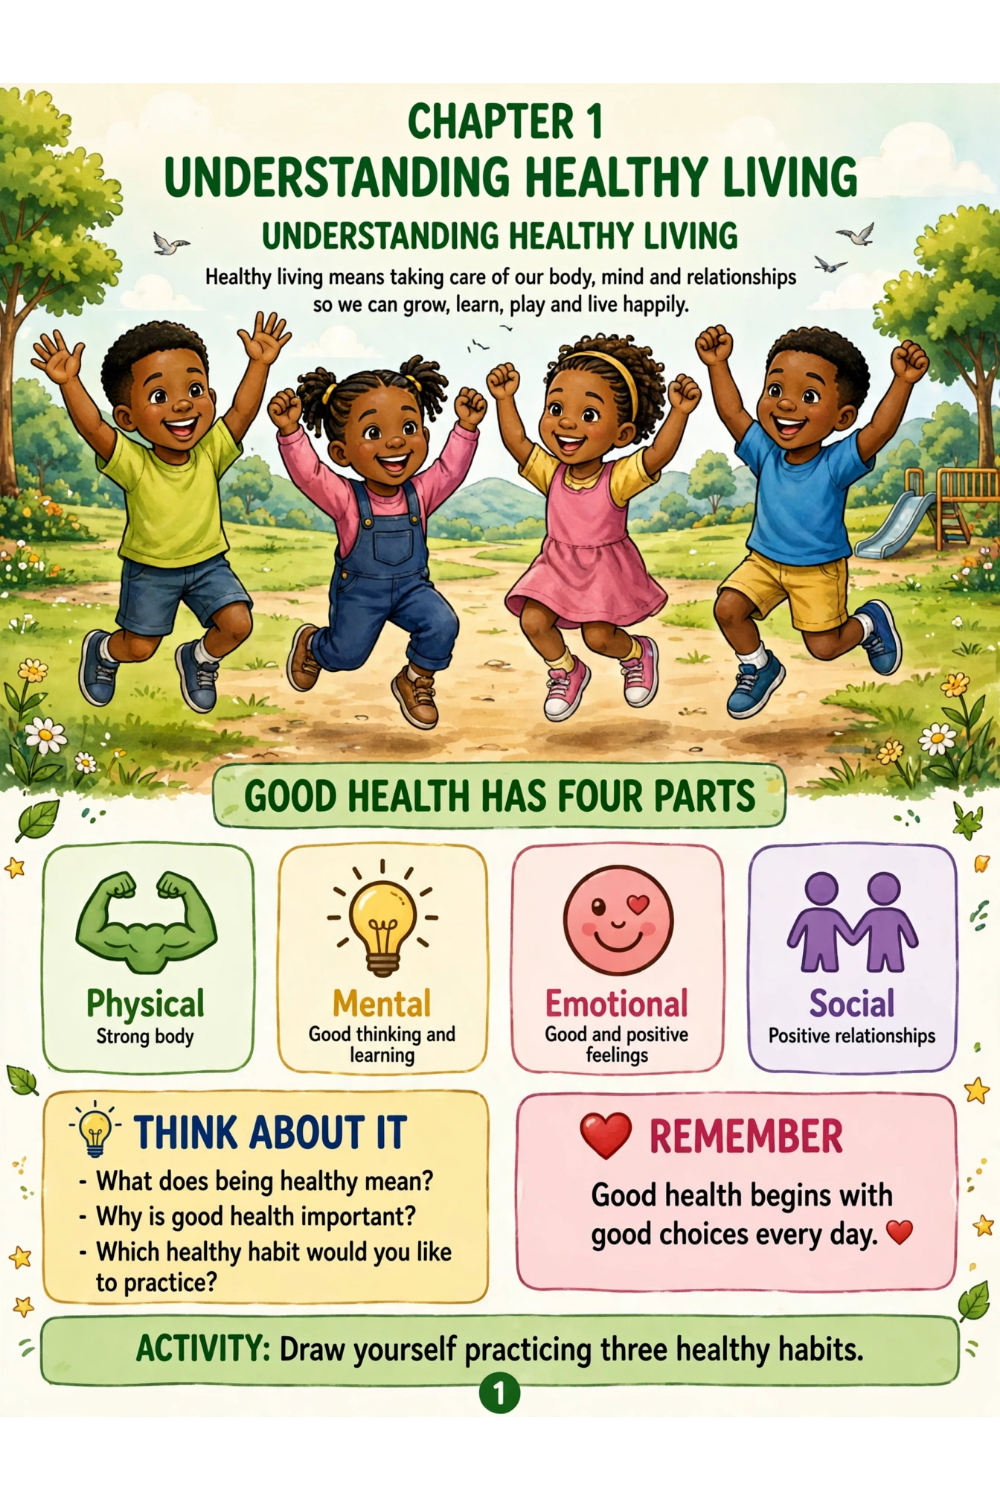 CHAPTER 1
UNDERSTANDING HEALTHY LIVING
UNDERSTANDING HEALTHY LIVING
Healthy living means taking care of our body, mind and relationships
so we can grow, learn, play and live happily.
GOOD HEALTH HAS FOUR PARTS
Physical
Strong body
Mental
Good thinking and
learning
Emotional
Good and positive
feelings
Social
Positive relationships
THINK ABOUT IT
- What does being healthy mean?
- Why is good health important?
- Which healthy habit would you like
to practice?
REMEMBER
Good health begins with
good choices every day. ❤️
ACTIVITY: Draw yourself practicing three healthy habits.
1